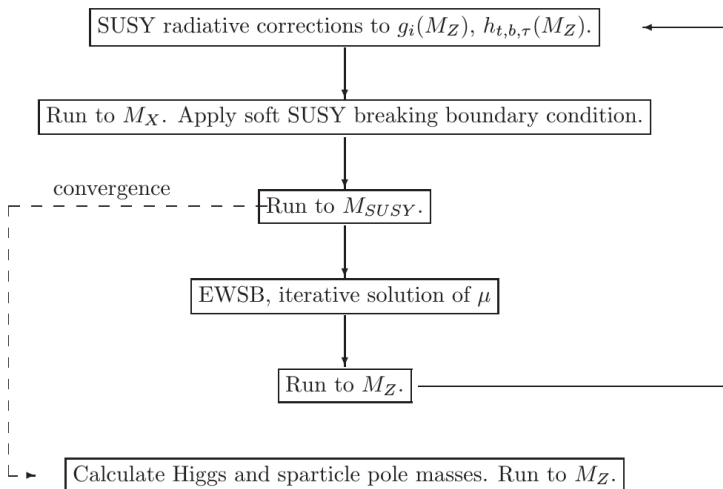 SUSY radiative corrections to $g_i(M_Z)$, $h_{t,b,\tau}(M_Z)$.
Run to $M_X$. Apply soft SUSY breaking boundary condition.
convergence
Run to $M_{SUSY}$.
EWSB, iterative solution of $\mu$
Run to $M_Z$.
Calculate Higgs and sparticle pole masses. Run to $M_Z$.